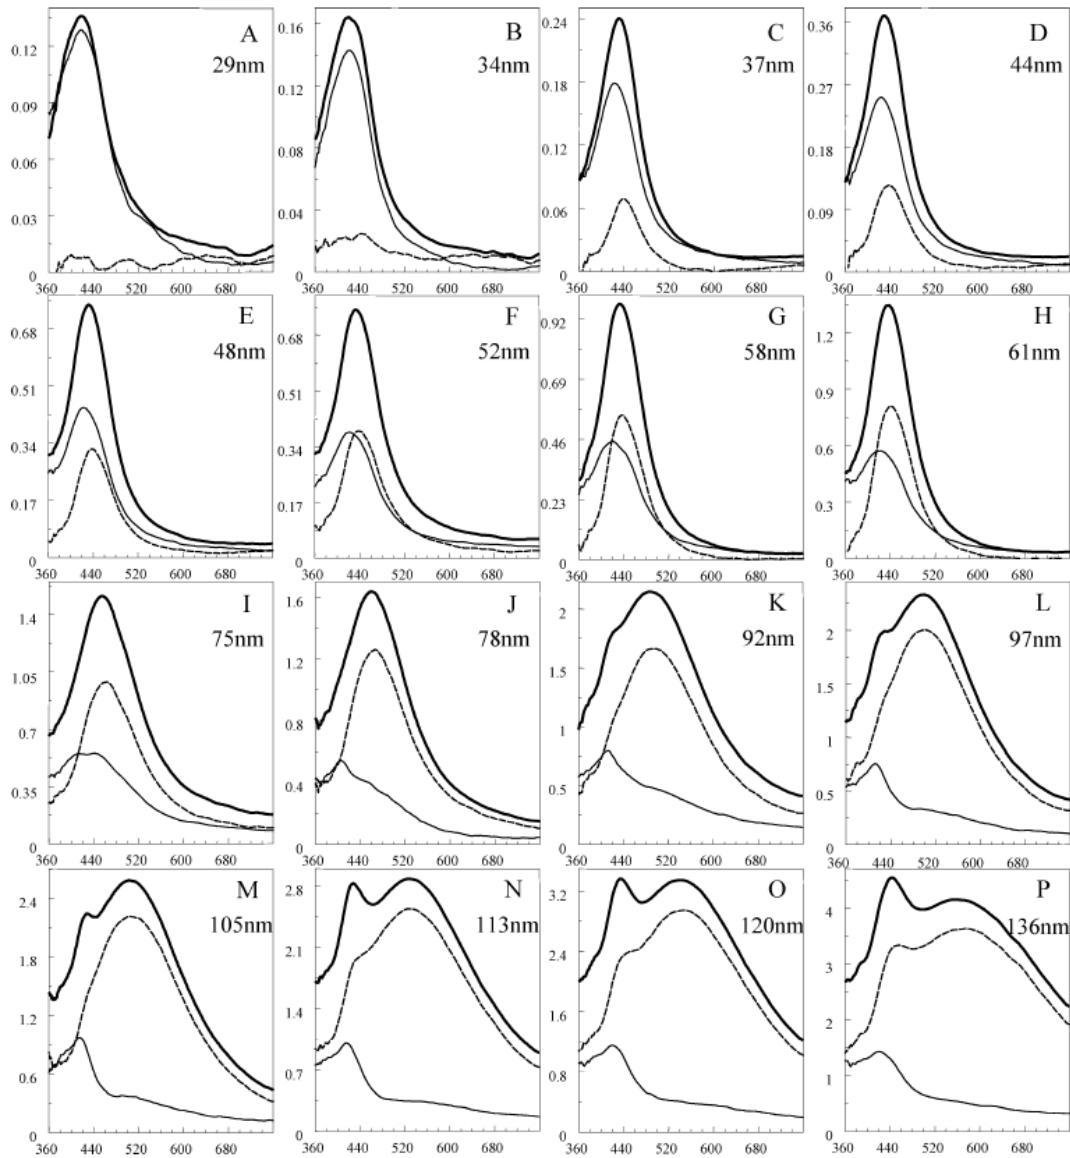 A
29nm
0.12
0.09
0.06
0.03
0
360 440 520 600 680
B
34nm
0.16
0.12
0.08
0.04
0
360 440 520 600 680
C
37nm
0.24
0.18
0.12
0.06
0
360 440 520 600 680
D
44nm
0.36
0.27
0.18
0.09
0
360 440 520 600 680
E
48nm
0.68
0.51
0.34
0.17
0
360 440 520 600 680
F
52nm
0.68
0.51
0.34
0.17
0
360 440 520 600 680
G
58nm
0.92
0.69
0.46
0.23
0
360 440 520 600 680
H
61nm
1.2
0.9
0.6
0.3
0
360 440 520 600 680
I
75nm
1.4
1.05
0.7
0.35
0
360 440 520 600 680
J
78nm
1.6
1.2
0.8
0.4
0
360 440 520 600 680
K
92nm
2
1.5
1
0.5
0
360 440 520 600 680
L
97nm
2
1.5
1
0.5
0
360 440 520 600 680
M
105nm
2.4
1.8
1.2
0.6
0
360 440 520 600 680
N
113nm
2.8
2.1
1.4
0.7
0
360 440 520 600 680
O
120nm
3.2
2.4
1.6
0.8
0
360 440 520 600 680
P
136nm
4
3
2
1
0
360 440 520 600 680